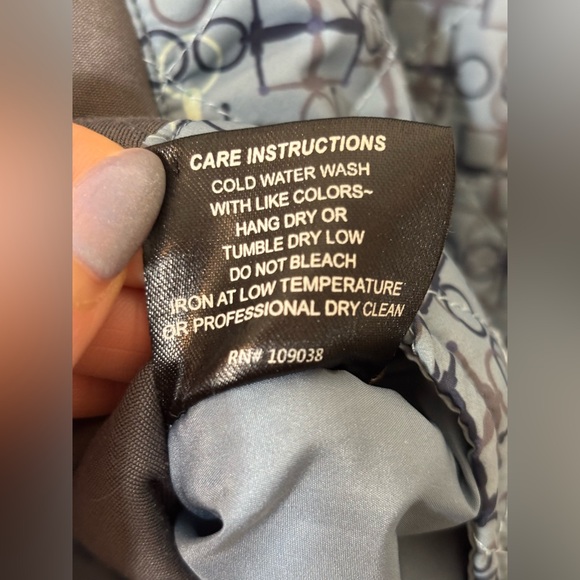 CARE INSTRUCTIONS
COLD WATER WASH
WITH LIKE COLORS~
HANG DRY OR
TUMBLE DRY LOW
DO NOT BLEACH
IRON AT LOW TEMPERATURE
OR PROFESSIONAL DRY CLEAN
RN# 109038